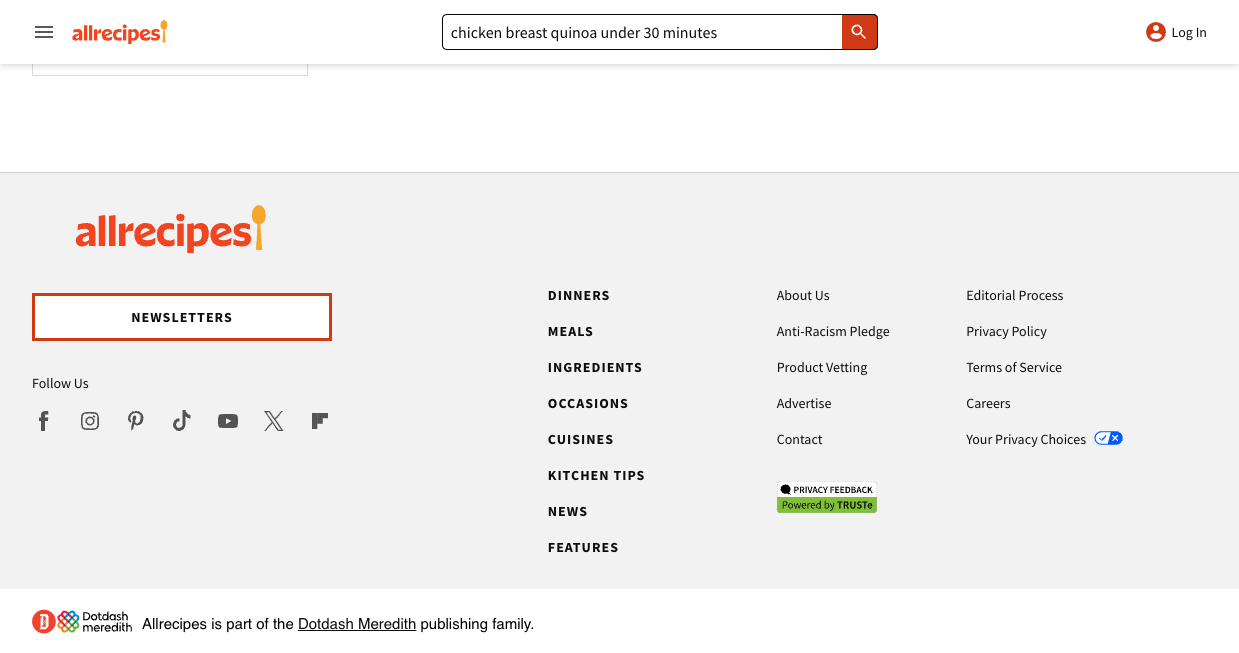 allrecipes
chicken breast quinoa under 30 minutes
Log In
allrecipes
NEWSLETTERS
Follow Us
DINNERS
MEALS
INGREDIENTS
OCCASIONS
CUISINES
KITCHEN TIPS
NEWS
FEATURES
About Us
Anti-Racism Pledge
Product Vetting
Advertise
Contact
PRIVACY FEEDBACK
Powered by TRUSTe
Editorial Process
Privacy Policy
Terms of Service
Careers
Your Privacy Choices
Dotdash
meredith
Allrecipes is part of the Dotdash Meredith publishing family.